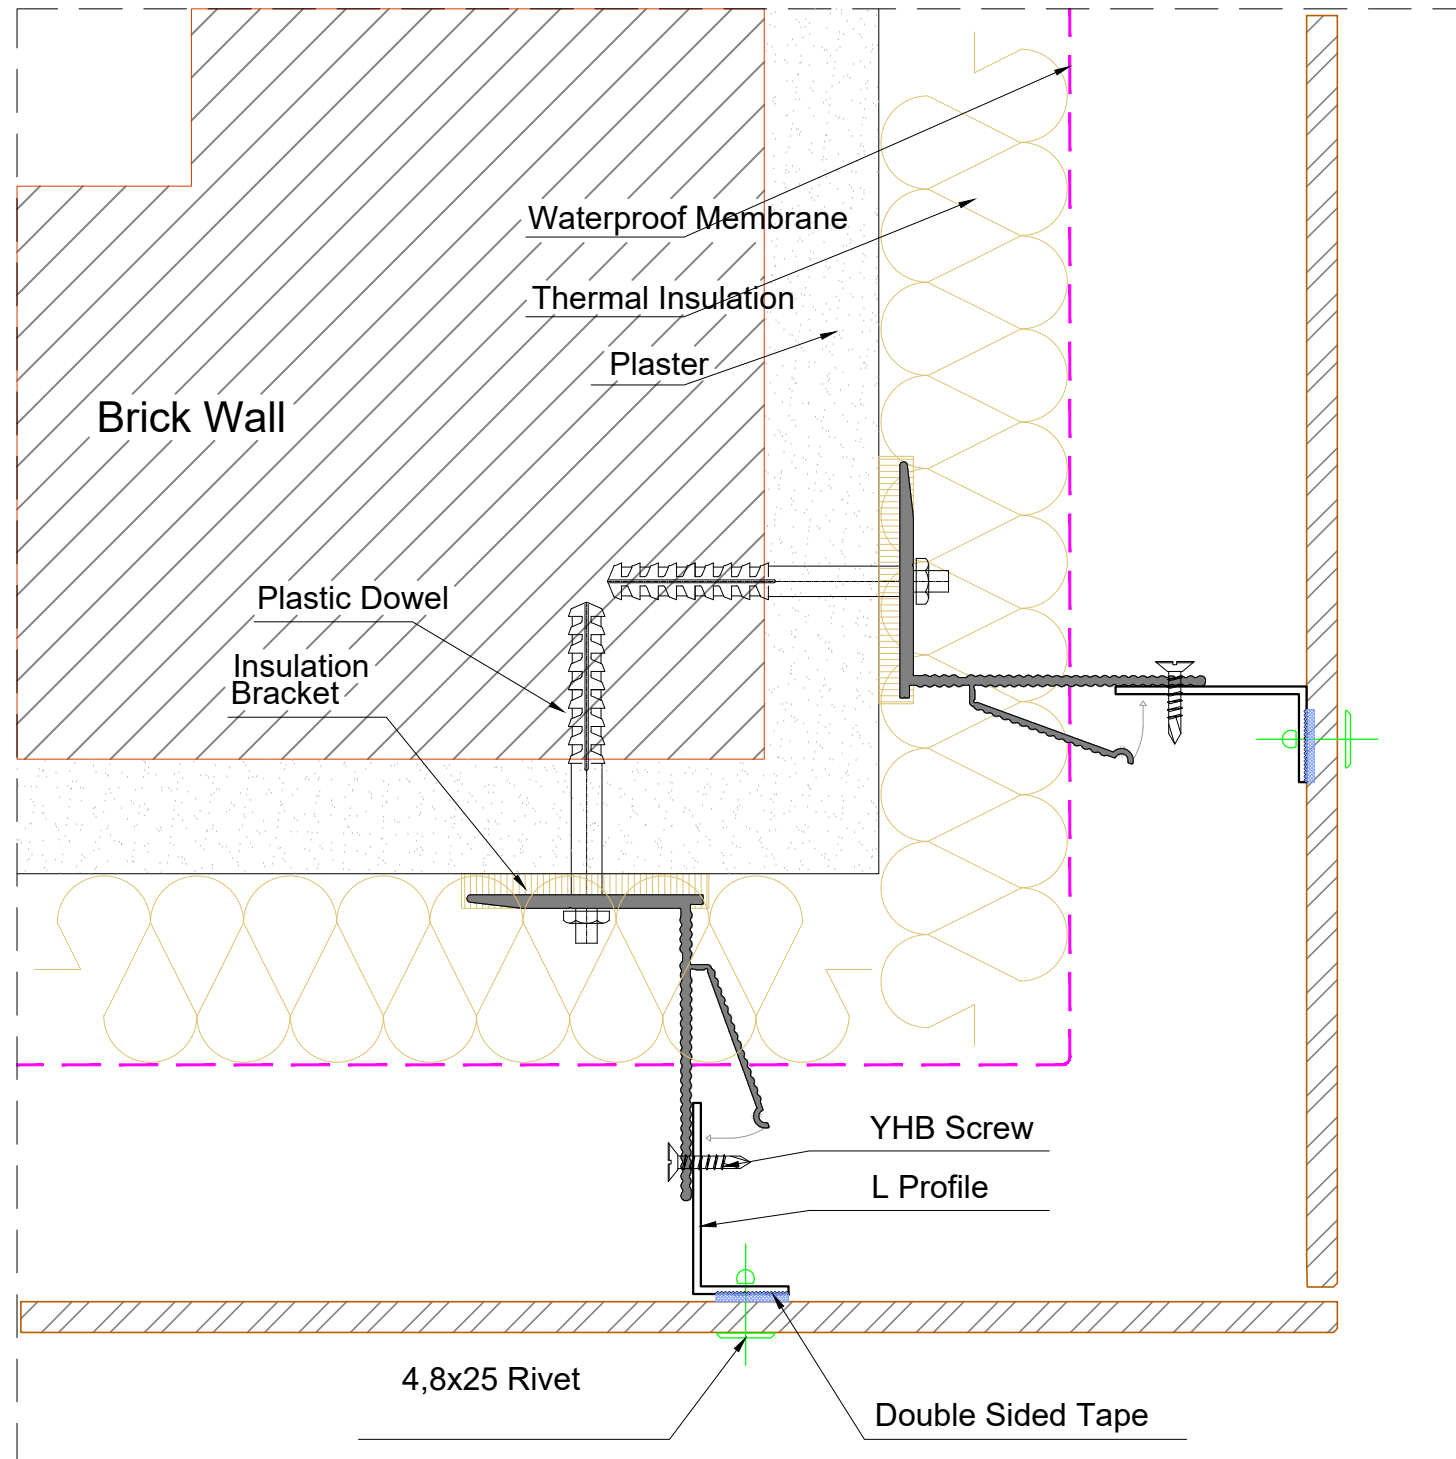 Waterproof Membrane
Thermal Insulation
Plaster
Brick Wall
Plastic Dowel
Insulation
Bracket
YHB Screw
L Profile
4,8x25 Rivet
Double Sided Tape